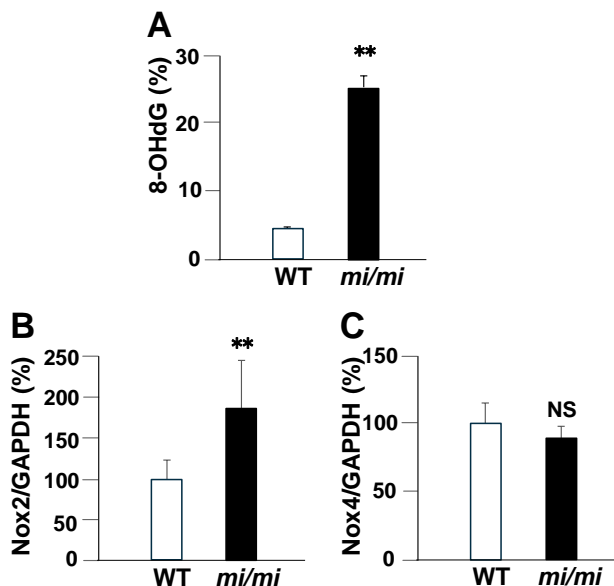 A
8-OHdG (%)
30
20
10
0
**
WT
mi/mi
B
Nox2/GAPDH (%)
250
200
150
100
50
0
**
WT
mi/mi
C
Nox4/GAPDH (%)
150
100
50
0
NS
WT
mi/mi